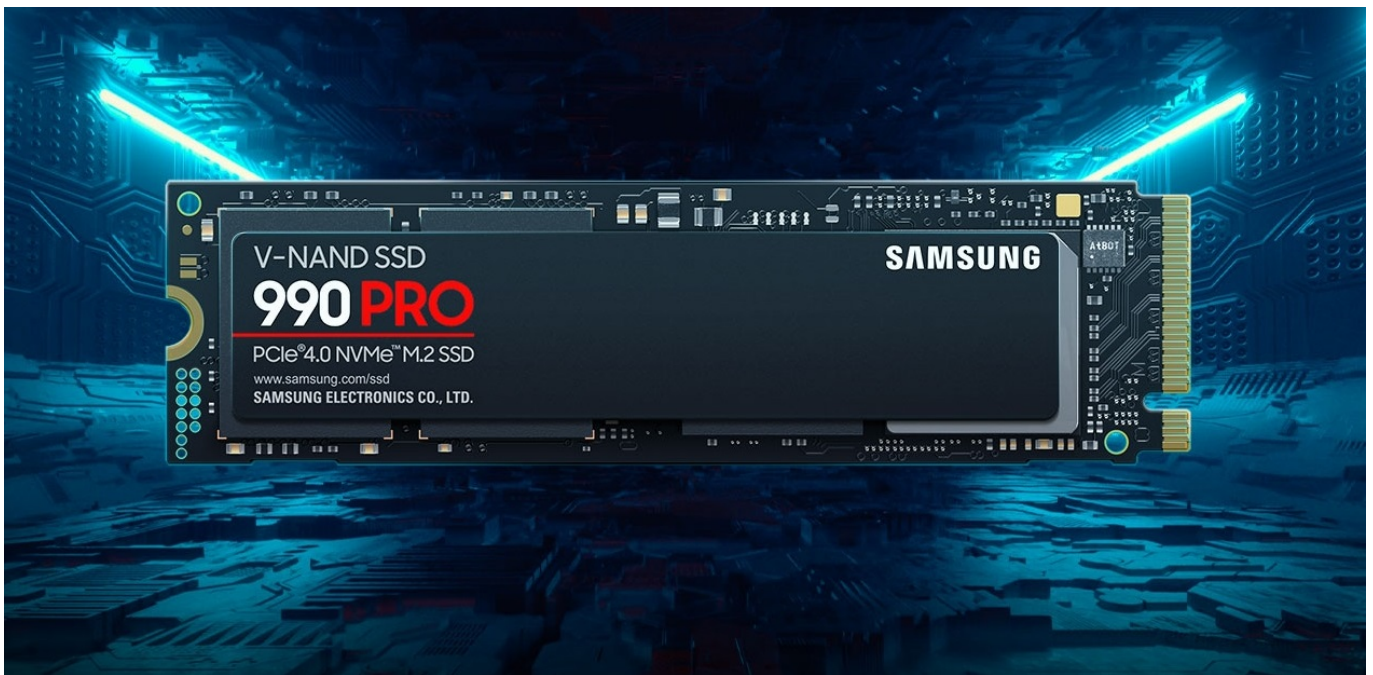 V-NAND SSD
SAMSUNG
990 PRO
PCIe®4.0 NVMe™ M.2 SSD
www.samsung.com/ssd
SAMSUNG ELECTRONICS CO., LTD.